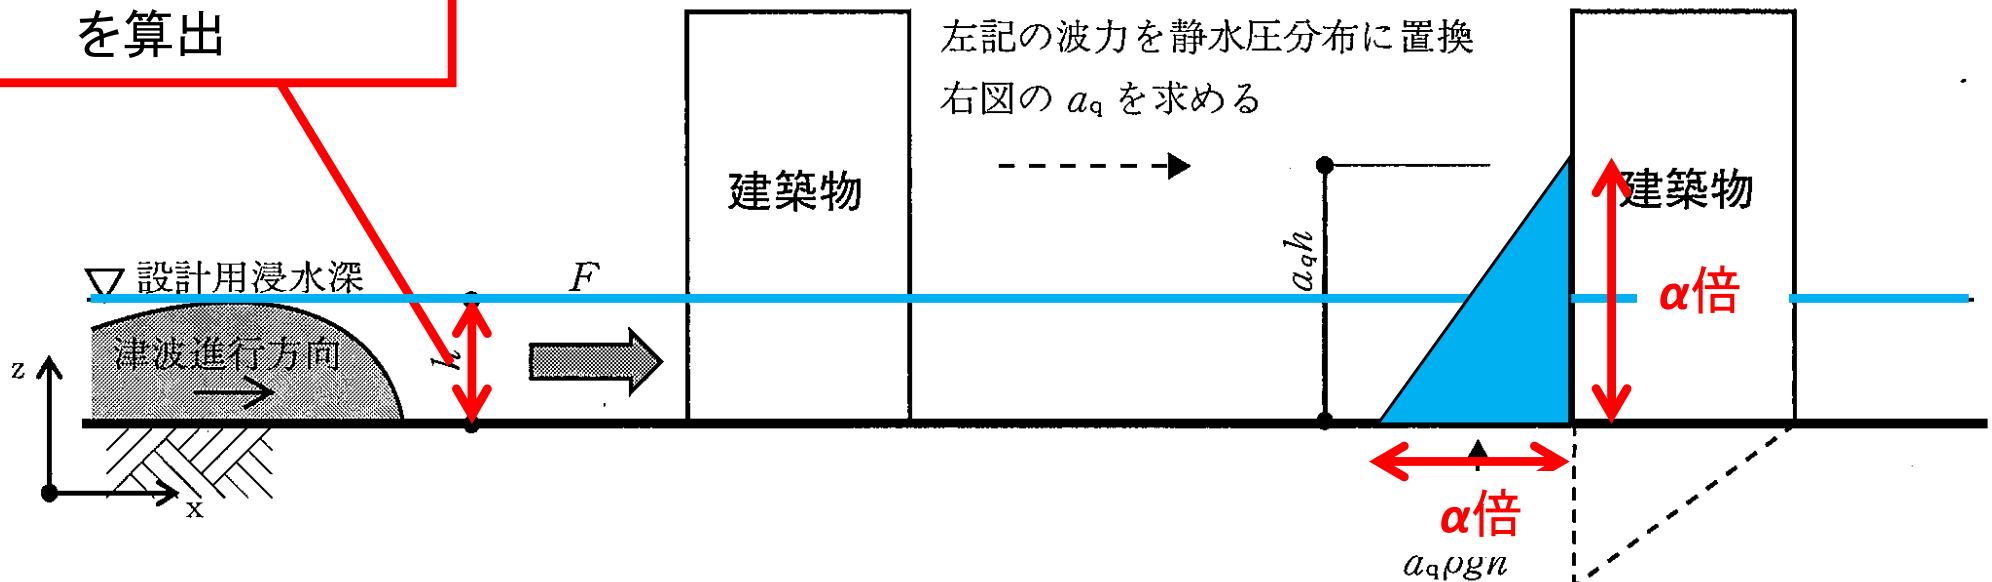 を算出
左記の波力を静水圧分布に置換
右図の aq を求める
建築物
建築物
設計用浸水深
F
aqh
α倍
津波進行方向
h
z
x
α倍
aqρgh